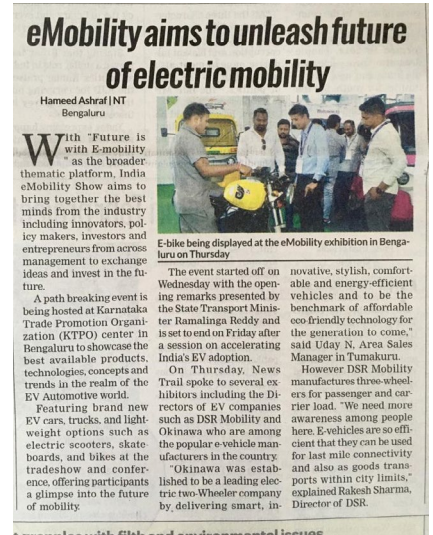 eMobility aims to unleash future
of electric mobility
Hameed Ashraf | NT
Bengaluru
With "Future is
with E-mobility
" as the broader
thematic platform, India
eMobility Show aims to
bring together the best
minds from the industry
including innovators, pol-
icy makers, investors and
entrepreneurs from across
management to exchange
ideas and invest in the fu-
ture.
A path breaking event is
being hosted at Karnataka
Trade Promotion Organi-
zation (KTPO) center in
Bengaluru to showcase the
best available products,
technologies, concepts and
trends in the realm of the
EV Automotive world.
Featuring brand new
EV cars, trucks, and light-
weight options such as
electric scooters, skate-
boards, and bikes at the
tradeshow and confer-
ence, offering participants
a glimpse into the future
of mobility.
E-bike being displayed at the eMobility exhibition in Benga-
luru on Thursday
The event started off on
Wednesday with the open-
ing remarks presented by
the State Transport Minis-
ter Ramalinga Reddy and
is set to end on Friday after
a session on accelerating
India's EV adoption.
On Thursday, News
Trail spoke to several ex-
hibitors including the Di-
rectors of EV companies
such as DSR Mobility and
Okinawa who are among
the popular e-vehicle man-
ufacturers in the country.
"Okinawa was estab-
lished to be a leading elec-
tric two-Wheeler company
by delivering smart, in-
novative, stylish, comfort-
able and energy-efficient
vehicles and to be the
benchmark of affordable
eco-friendly technology for
the generation to come,"
said Uday N, Area Sales
Manager in Tumakuru.
However DSR Mobility
manufactures three-wheel-
ers for passenger and car-
rier load. "We need more
awareness among people
here. E-vehicles are so effi-
cient that they can be used
for last mile connectivity
and also as goods trans-
ports within city limits,"
explained Rakesh Sharma,
Director of DSR.